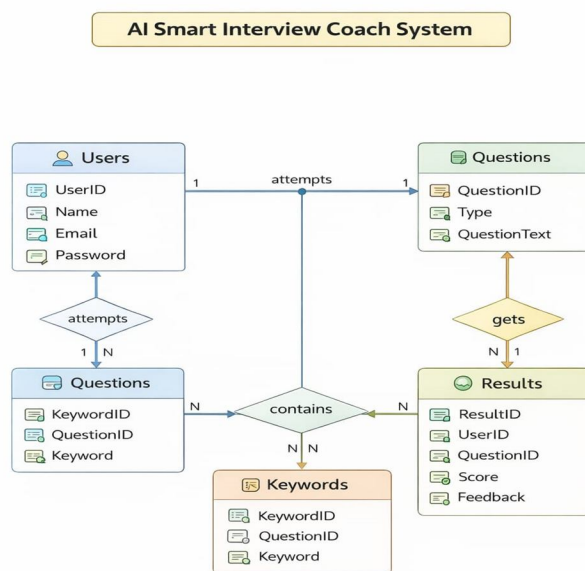 AI Smart Interview Coach System
Users
UserID
Name
Email
Password
1 attempts 1
Questions
QuestionID
Type
QuestionText
attempts
1 N
gets
N 1
Questions
KeywordID
QuestionID
Keyword
N
contains
N
N N
Results
ResultID
UserID
QuestionID
Score
Feedback
Keywords
KeywordID
QuestionID
Keyword